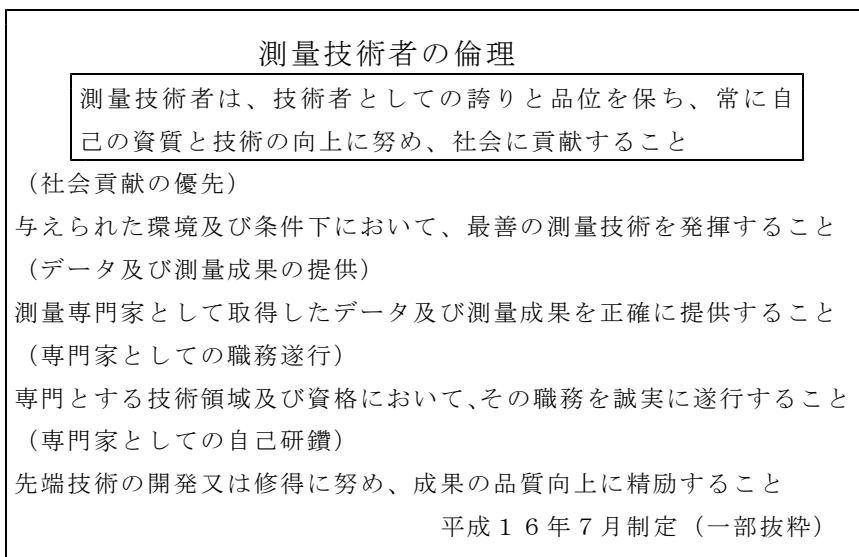 測量技術者の倫理
測量技術者は、技術者としての誇りと品位を保ち、常に自
己の資質と技術の向上に努め、社会に貢献すること
（社会貢献の優先）
与えられた環境及び条件下において、最善の測量技術を発揮すること
（データ及び測量成果の提供）
測量専門家として取得したデータ及び測量成果を正確に提供すること
（専門家としての職務遂行）
専門とする技術領域及び資格において、その職務を誠実に遂行すること
（専門家としての自己研鑽）
先端技術の開発又は修得に努め、成果の品質向上に精励すること
平成１６年７月制定（一部抜粋）